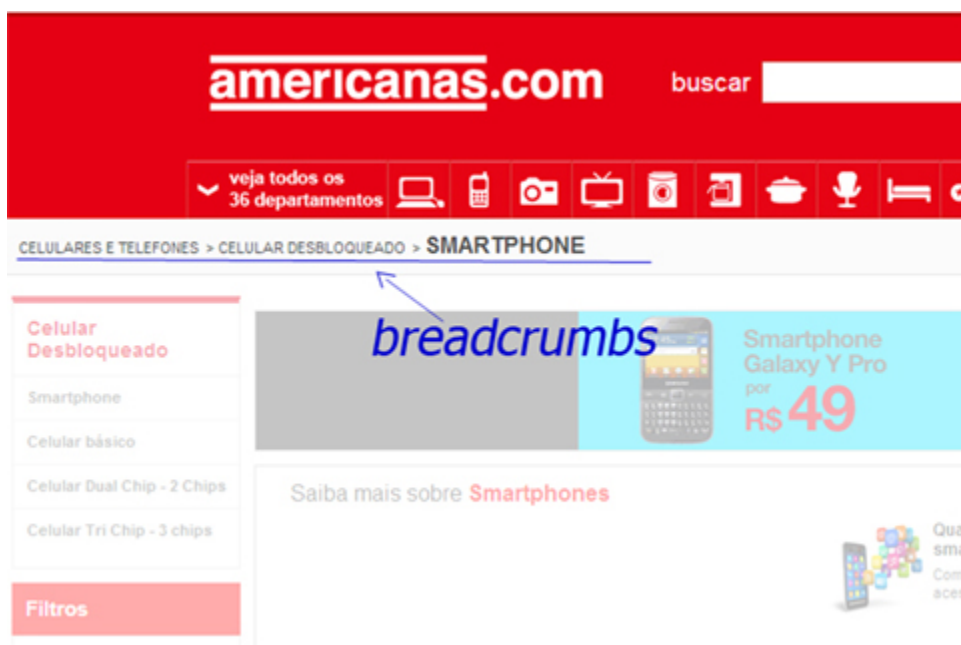 americanas.com
buscar
veja todos os
36 departamentos
CELULARES E TELEFONES > CELULAR DESBLOQUEADO > SMARTPHONE
breadcrumbs
Celular
Desbloqueado
Smartphone
Celular básico
Celular Dual Chip - 2 Chips
Celular Tri Chip - 3 chips
Filtros
Smartphone
Galaxy Y Pro
por
R$ 49
Saiba mais sobre Smartphones